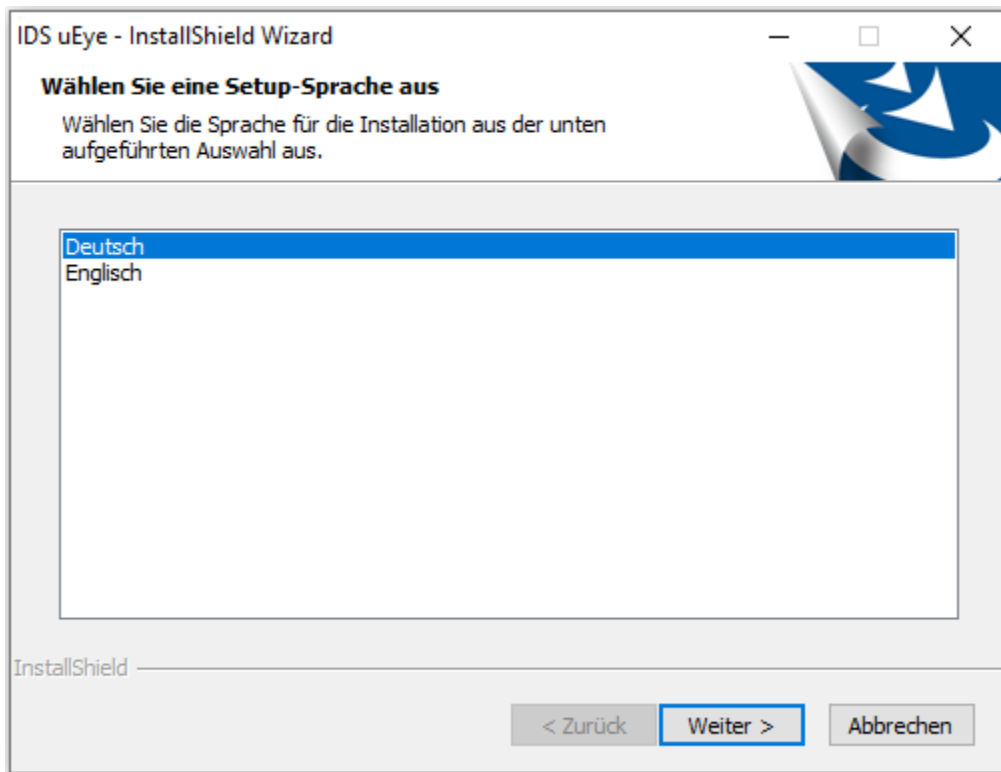 IDS uEye - InstallShield Wizard
Wählen Sie eine Setup-Sprache aus
Wählen Sie die Sprache für die Installation aus der unten
aufgeführten Auswahl aus.
Deutsch
Englisch
InstallShield
< Zurück
Weiter >
Abbrechen